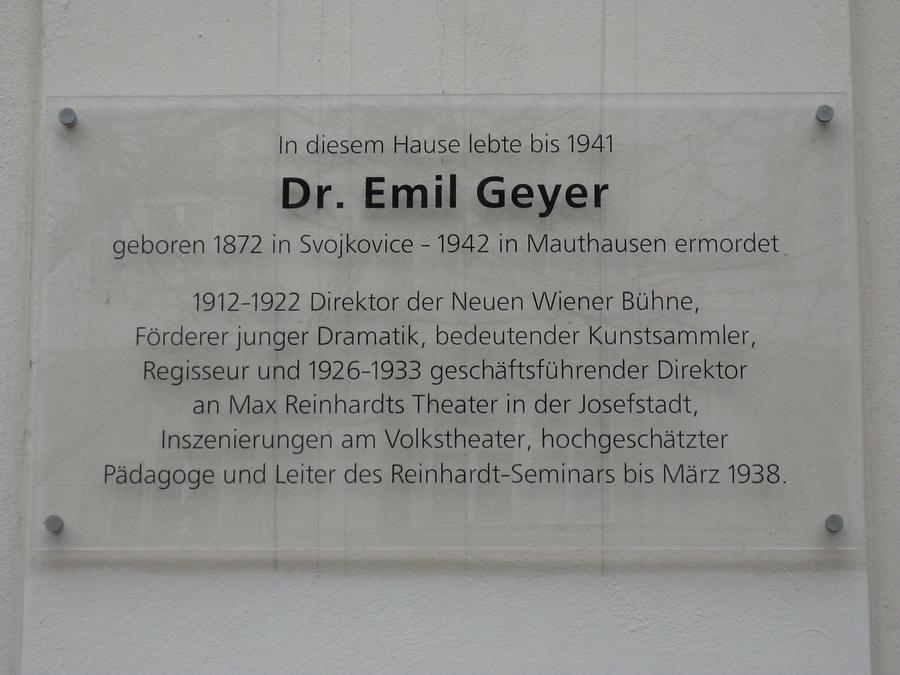 In diesem Hause lebte bis 1941
Dr. Emil Geyer
geboren 1872 in Svojkovice - 1942 in Mauthausen ermordet
1912-1922 Direktor der Neuen Wiener Bühne,
Förderer junger Dramatik, bedeutender Kunstsammler,
Regisseur und 1926-1933 geschäftsführender Direktor
an Max Reinhardts Theater in der Josefstadt,
Inszenierungen am Volkstheater, hochgeschätzter
Pädagoge und Leiter des Reinhardt-Seminars bis März 1938.